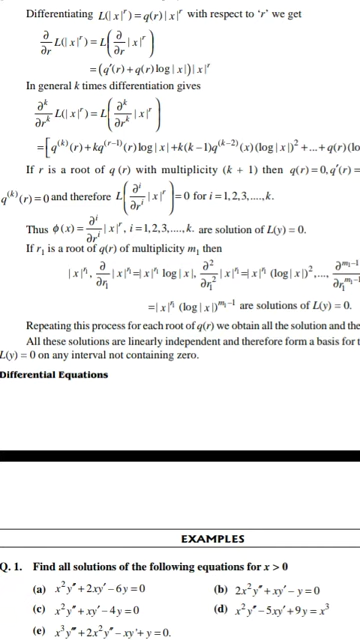 Differentiating L(| x |ʳ) = q(r) | x |ʳ with respect to 'r' we get
∂/∂r L(| x |ʳ) = L(∂/∂r | x |ʳ)
= (q′(r) + q(r) log | x |) | x |ʳ
In general k times differentiation gives
∂ᵏ/∂rᵏ L(| x |ʳ) = L(∂ᵏ/∂rᵏ | x |ʳ)
= [q⁽ᵏ⁾(r) + kq⁽ʳ⁻¹⁾(r) log | x | + k(k – 1)q⁽ᵏ⁻²⁾(x) (log | x |)² + ... + q(r) (lo
If r is a root of q (r) with multiplicity (k + 1) then q(r) = 0, q′(r) =
q⁽ᵏ⁾(r) = 0 and therefore L(∂ⁱ/∂rⁱ | x |ʳ) = 0 for i = 1, 2, 3, ...., k.
Thus ϕ(x) = ∂ⁱ/∂rⁱ | x |ʳ, i = 1, 2, 3, ...., k. are solution of L(y) = 0.
If r₁ is a root of q(r) of multiplicity m₁ then
| x |^r₁, ∂/∂r₁ | x |^r₁ = | x |^r₁ log | x |, ∂²/∂r₁² | x |^r₁ = | x |^r₁ (log | x |)², ..., ∂^(m₁–1)/∂r₁^(m₁–1)
= | x |^r₁ (log | x |)^(m₁–1) are solutions of L(y) = 0.
Repeating this process for each root of q(r) we obtain all the solution and the
All these solutions are linearly independent and therefore form a basis for t
L(y) = 0 on any interval not containing zero.
Differential Equations
EXAMPLES
Q. 1. Find all solutions of the following equations for x > 0
(a) x²y″ + 2xy′ – 6y = 0 (b) 2x²y″ + xy′ – y = 0
(c) x²y″ + xy′ – 4y = 0 (d) x²y″ – 5xy′ + 9y = x³
(e) x³y‴ + 2x²y″ – xy′ + y = 0.